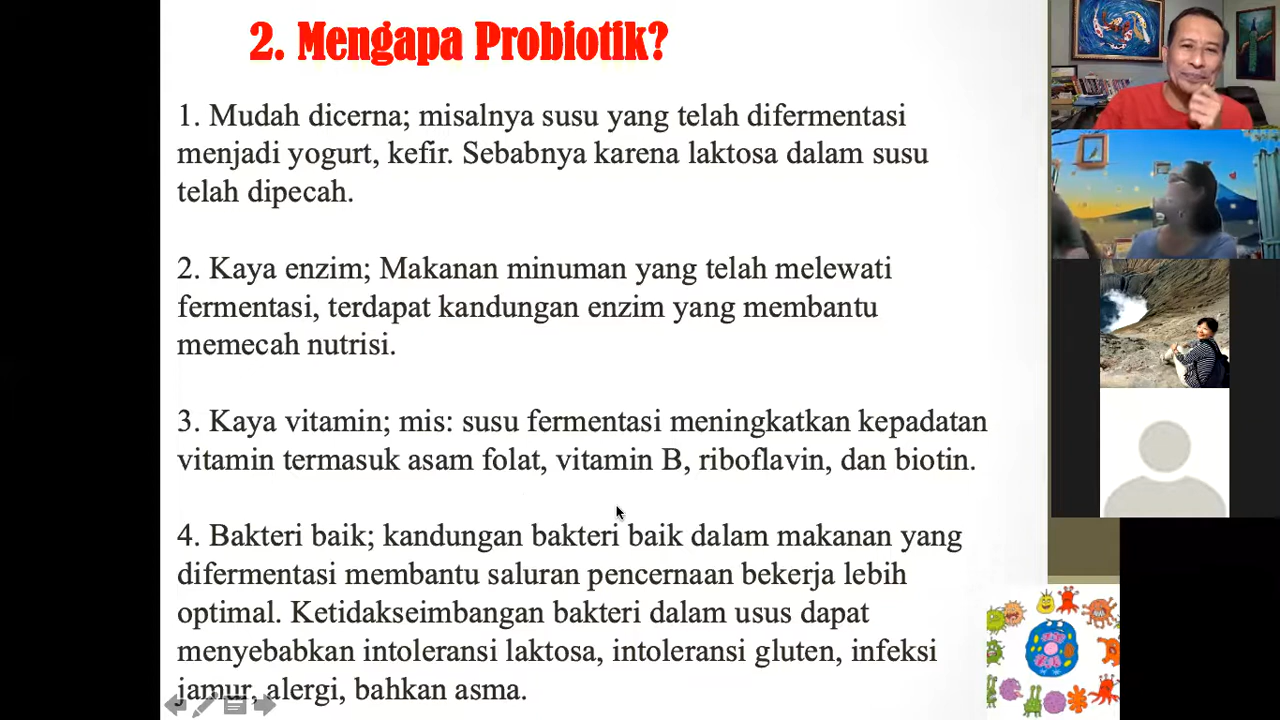 2. Mengapa Probiotik?
1. Mudah dicerna; misalnya susu yang telah difermentasi
menjadi yogurt, kefir. Sebabnya karena laktosa dalam susu
telah dipecah.
2. Kaya enzim; Makanan minuman yang telah melewati
fermentasi, terdapat kandungan enzim yang membantu
memecah nutrisi.
3. Kaya vitamin; mis: susu fermentasi meningkatkan kepadatan
vitamin termasuk asam folat, vitamin B, riboflavin, dan biotin.
4. Bakteri baik; kandungan bakteri baik dalam makanan yang
difermentasi membantu saluran pencernaan bekerja lebih
optimal. Ketidakseimbangan bakteri dalam usus dapat
menyebabkan intoleransi laktosa, intoleransi gluten, infeksi
jamur, alergi, bahkan asma.